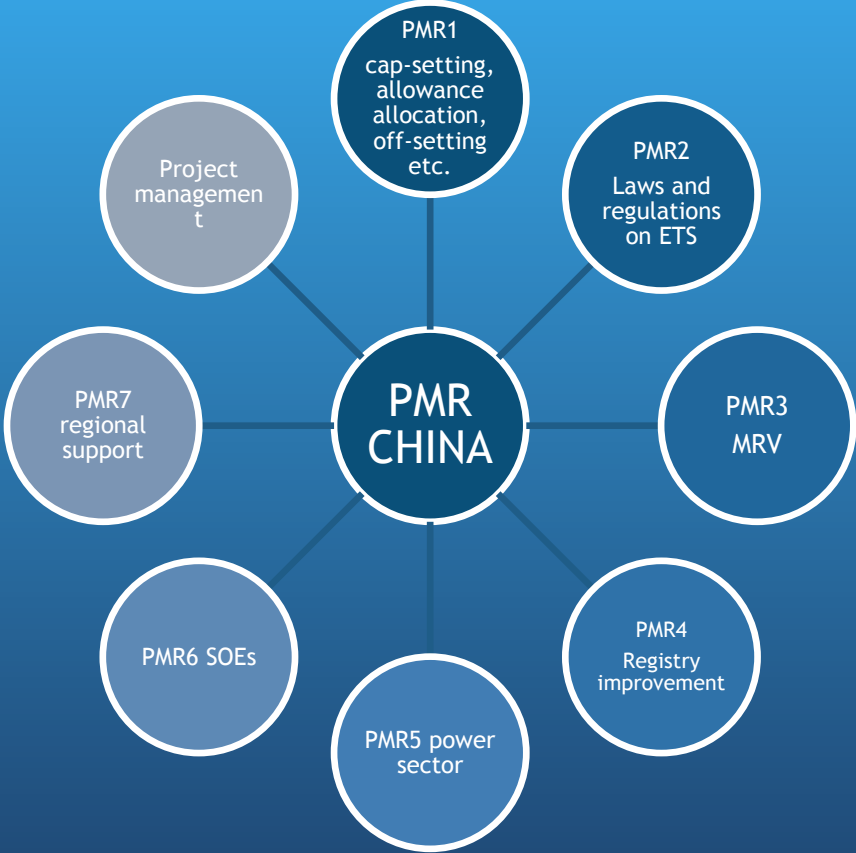 PMR1
cap-setting,
allowance
allocation,
off-setting
etc.
PMR2
Laws and
regulations
on ETS
PMR3
MRV
PMR4
Registry
improvement
PMR5 power
sector
PMR6 SOEs
PMR7
regional
support
Project
managemen
t
PMR
CHINA